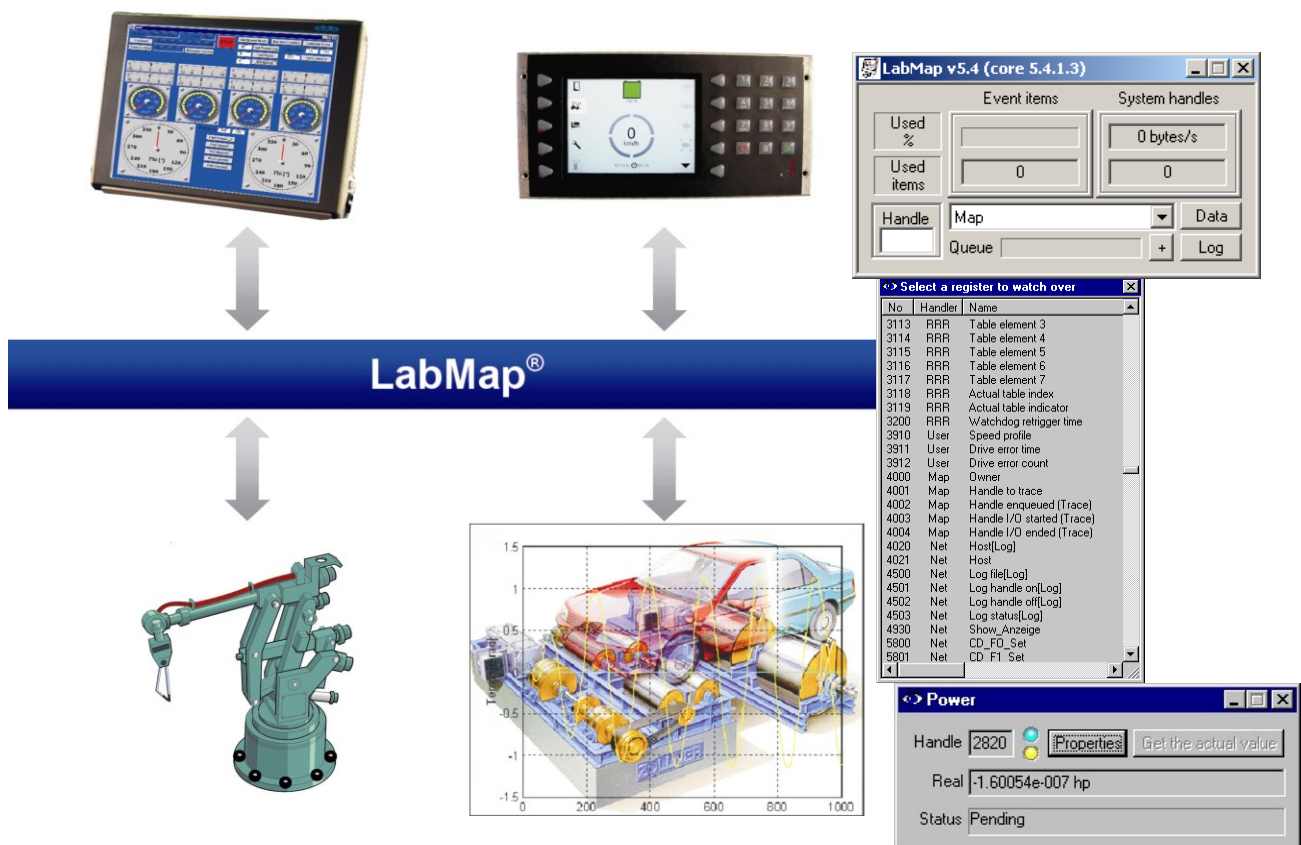 LabMap v5.4 (core 5.4.1.3)
Event items System handles
Used %
0 bytes/s
Used items
0 0
Handle Map Data
Queue + Log
0
km/h
Phi [°] Phi [°]
LabMap®
Select a register to watch over
No Handler Name
3113 RRR Table element 3
3114 RRR Table element 4
3115 RRR Table element 5
3116 RRR Table element 6
3117 RRR Table element 7
3118 RRR Actual table index
3119 RRR Actual table indicator
3200 RRR Watchdog retrigger time
3910 User Speed profile
3911 User Drive error time
3912 User Drive error count
4000 Map Owner
4001 Map Handle to trace
4002 Map Handle enqueued (Trace)
4003 Map Handle I/O started (Trace)
4004 Map Handle I/O ended (Trace)
4020 Net Host[Log]
4021 Net Host
4500 Net Log file[Log]
4501 Net Log handle on[Log]
4502 Net Log handle off[Log]
4503 Net Log status[Log]
4930 Net Show_Anzeige
5800 Net CD_F0_Set
5801 Net CD_F1_Set
1.5
1
0.5
0
-0.5
-1
-1.5
0 200 400 600 800 1000
ZÖLLNER
Power
Handle 2820 Properties Get the actual value
Real -1.60054e-007 hp
Status Pending